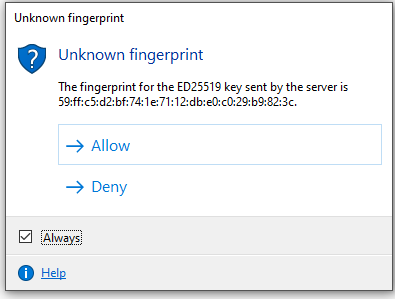 Unknown fingerprint
Unknown fingerprint
The fingerprint for the ED25519 key sent by the server is
59:ff:c5:d2:bf:74:1e:71:12:db:e0:c0:29:b9:82:3c.
Allow
Deny
Always
Help